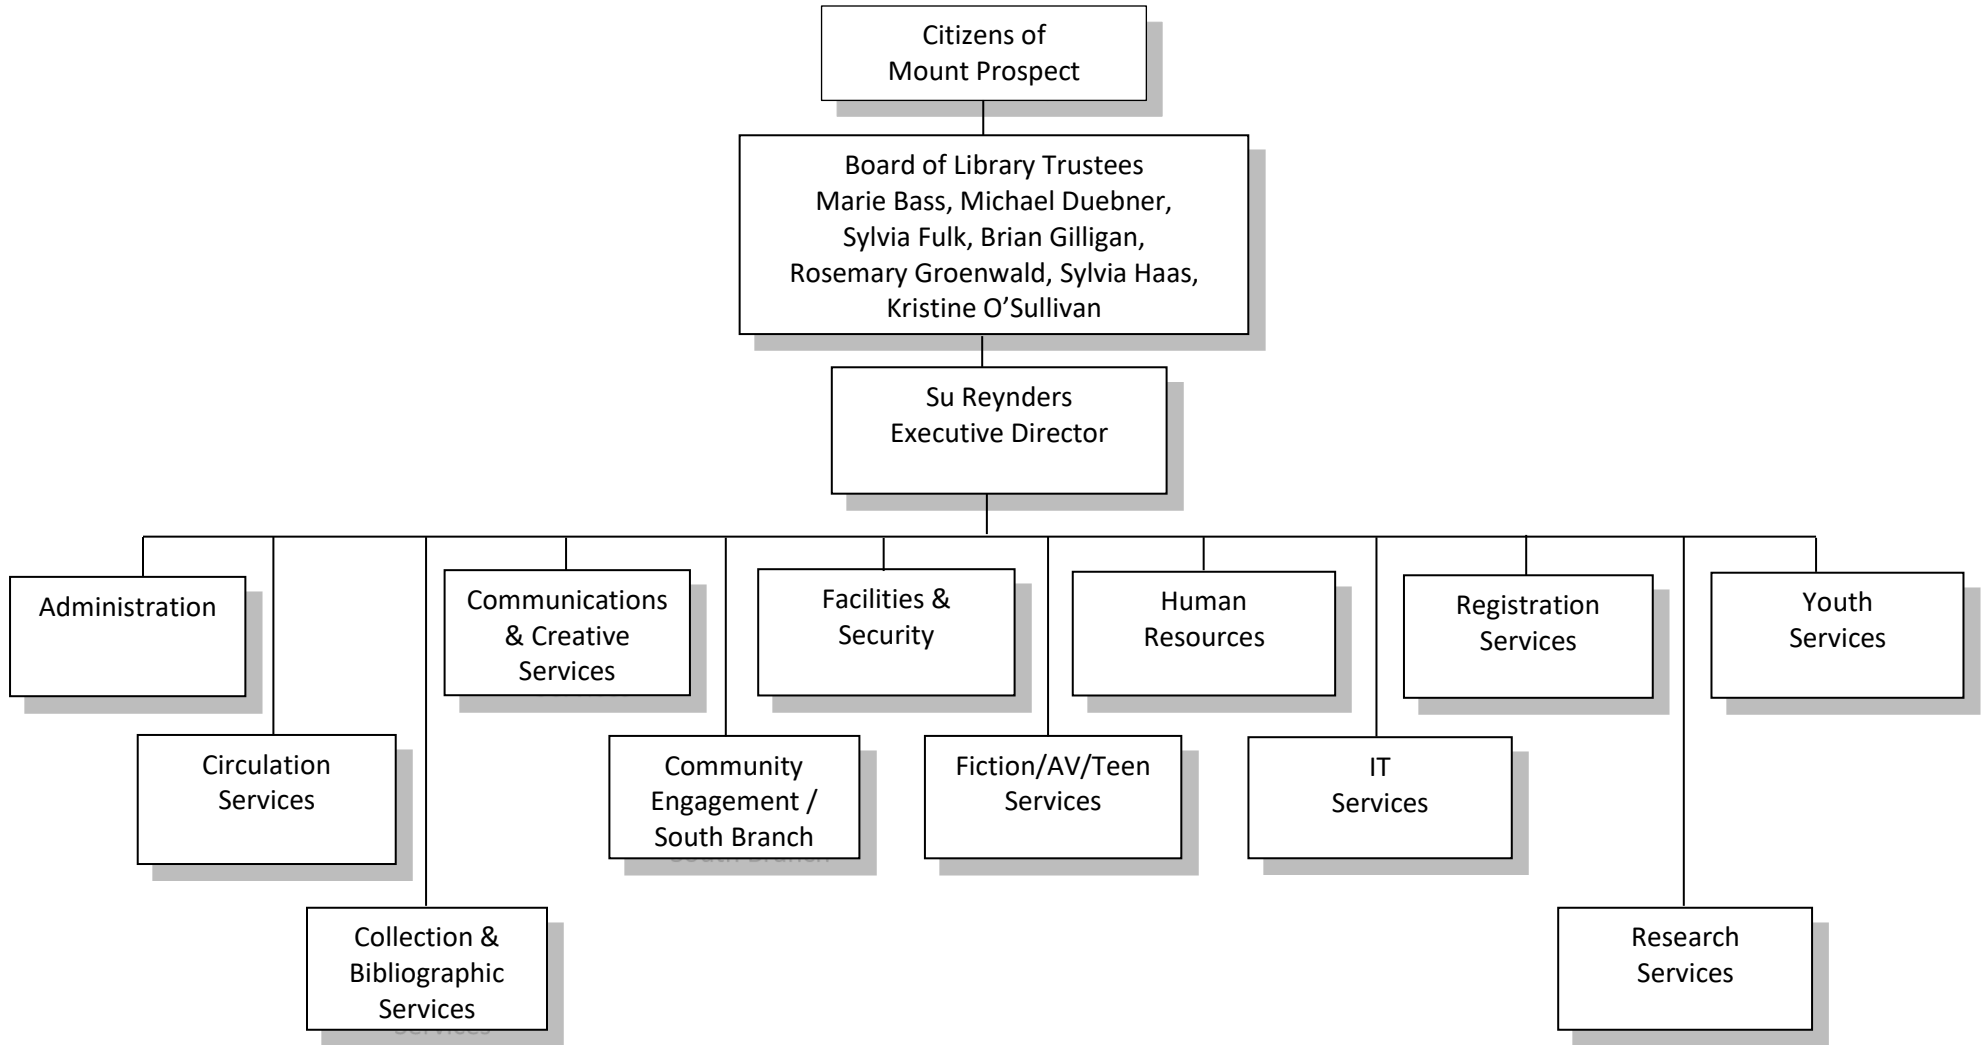 Citizens of
Mount Prospect
Board of Library Trustees
Marie Bass, Michael Duebner,
Sylvia Fulk, Brian Gilligan,
Rosemary Groenwald, Sylvia Haas,
Kristine O’Sullivan
Su Reynders
Executive Director
Administration
Communications
& Creative
Services
Facilities &
Security
Human
Resources
Registration
Services
Youth
Services
Circulation
Services
Community
Engagement /
South Branch
Fiction/AV/Teen
Services
IT
Services
Collection &
Bibliographic
Services
Research
Services